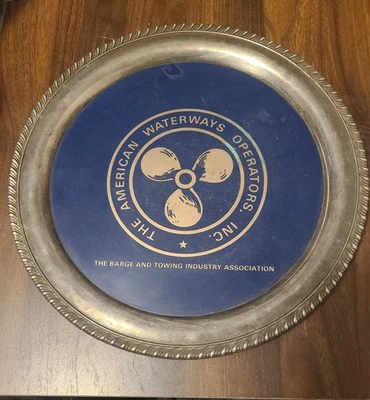 THE AMERICAN WATERWAYS OPERATORS, INC.
THE BARGE AND TOWING INDUSTRY ASSOCIATION